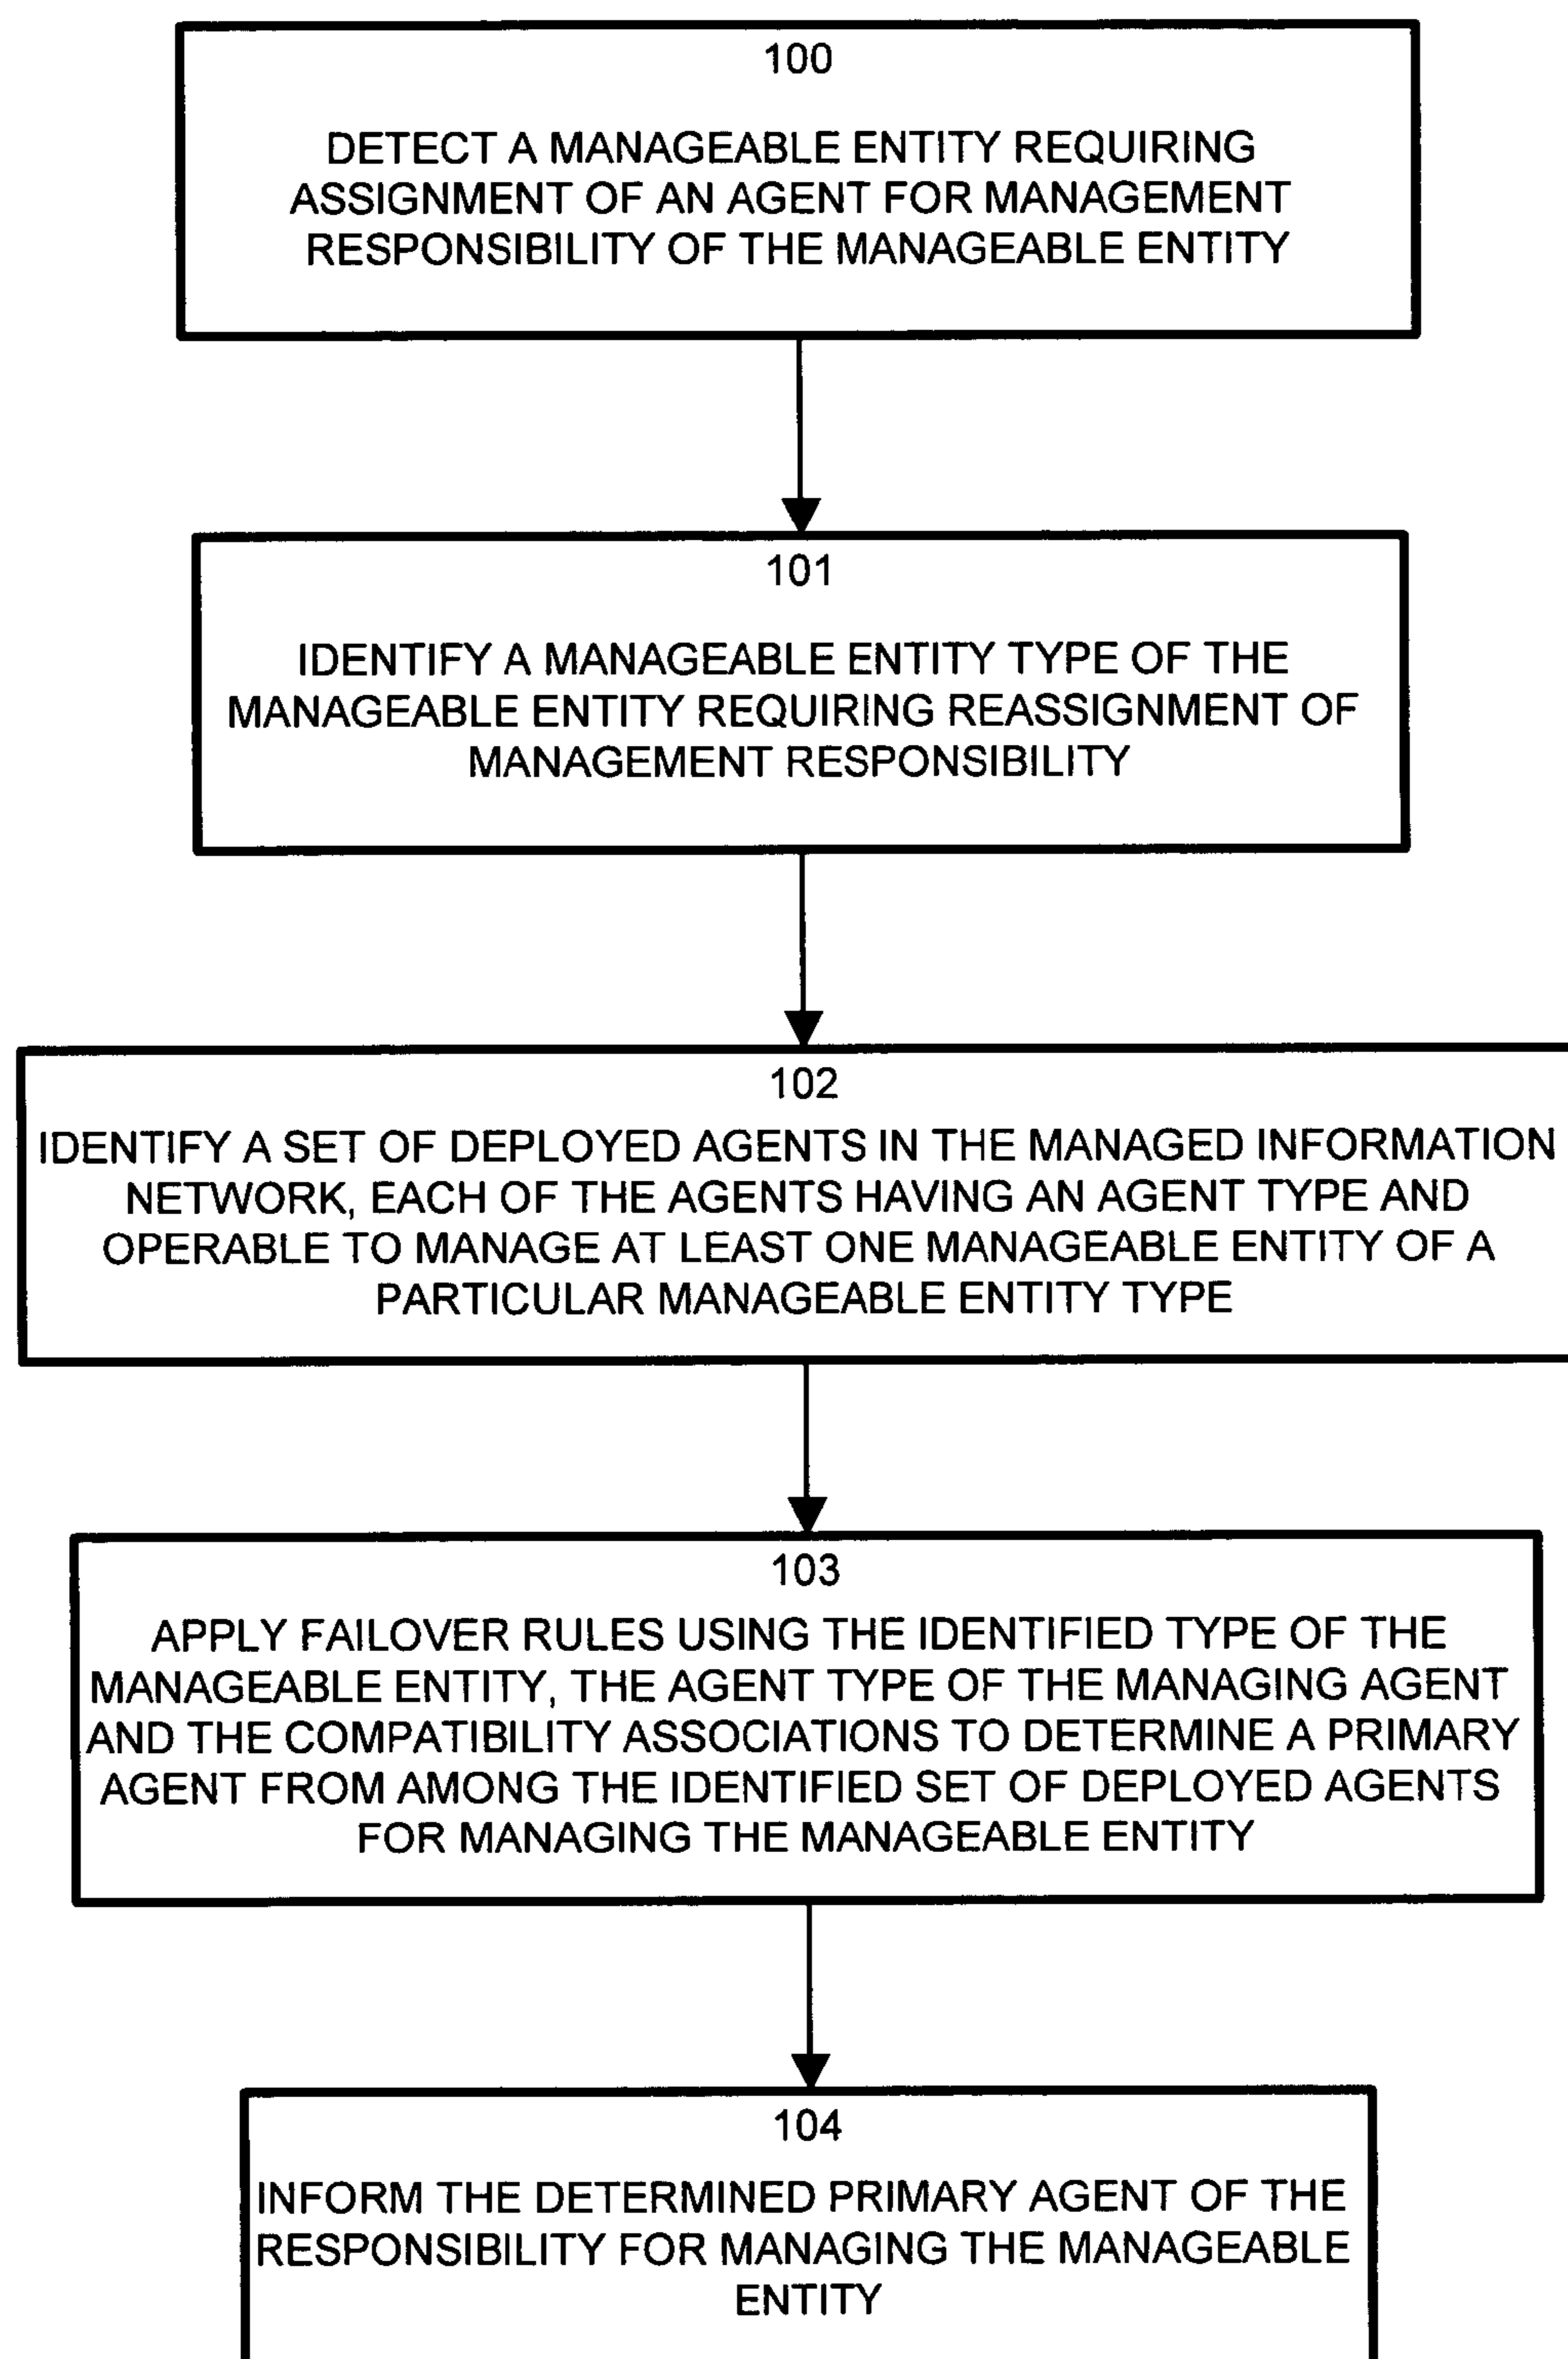 100
DETECT A MANAGEABLE ENTITY REQUIRING
ASSIGNMENT OF AN AGENT FOR MANAGEMENT
RESPONSIBILITY OF THE MANAGEABLE ENTITY
101
IDENTIFY A MANAGEABLE ENTITY TYPE OF THE
MANAGEABLE ENTITY REQUIRING REASSIGNMENT OF
MANAGEMENT RESPONSIBILITY
102
IDENTIFY A SET OF DEPLOYED AGENTS IN THE MANAGED INFORMATION
NETWORK, EACH OF THE AGENTS HAVING AN AGENT TYPE AND
OPERABLE TO MANAGE AT LEAST ONE MANAGEABLE ENTITY OF A
PARTICULAR MANAGEABLE ENTITY TYPE
103
APPLY FAILOVER RULES USING THE IDENTIFIED TYPE OF THE
MANAGEABLE ENTITY, THE AGENT TYPE OF THE MANAGING AGENT
AND THE COMPATIBILITY ASSOCIATIONS TO DETERMINE A PRIMARY
AGENT FROM AMONG THE IDENTIFIED SET OF DEPLOYED AGENTS
FOR MANAGING THE MANAGEABLE ENTITY
104
INFORM THE DETERMINED PRIMARY AGENT OF THE
RESPONSIBILITY FOR MANAGING THE MANAGEABLE
ENTITY